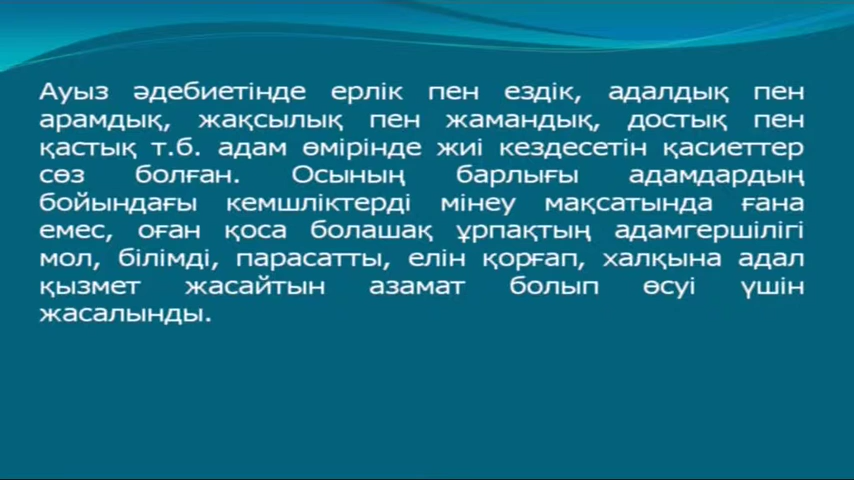 Ауыз әдебиетінде ерлік пен ездік, адалдық пен
арамдық, жақсылық пен жамандық, достық пен
қастық т.б. адам өмірінде жиі кездесетін қасиеттер
сөз болған. Осының барлығы адамдардың
бойындағы кемшліктерді мінеу мақсатында ғана
емес, оған қоса болашақ ұрпақтың адамгершілігі
мол, білімді, парасатты, елін қорғап, халқына адал
қызмет жасайтын азамат болып өсуі үшін
жасалынды.